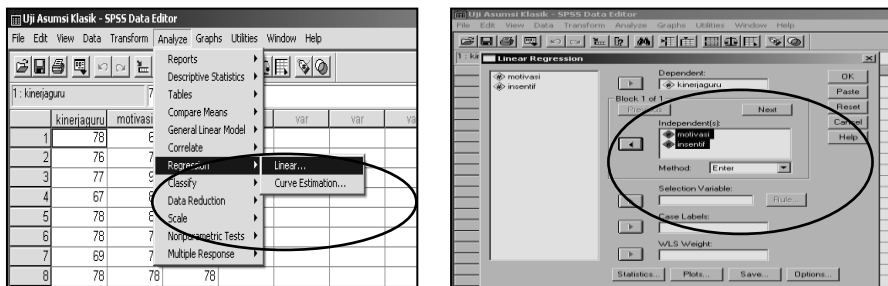 Uji Asumsi Klasik - SPSS Data Editor
File Edit View Data Transform Analyze Graphs Utilities Window Help
1 : kinerjaguru
kinerjaguru motivasi var var
1 78
2 76
3 77
4 67
5 78
6 78
7 69
8 78 78 78
Reports
Descriptive Statistics
Tables
Compare Means
General Linear Model
Correlate
Regression
Classify
Data Reduction
Scale
Nonparametric Tests
Multiple Response
Linear...
Curve Estimation...
Uji Asumsi Klasik - SPSS Data Editor
File Edit View Data Transform Analyze Graphs Utilities Window Help
Linear Regression
motivasi
insentif
Dependent:
kinerjaguru
Block 1 of 1
Next
Independent(s):
motivasi
insentif
Method: Enter
Selection Variable:
Rule...
Case Labels:
WLS Weight:
OK
Paste
Reset
Cancel
Help
Statistics... Plots... Save... Options...